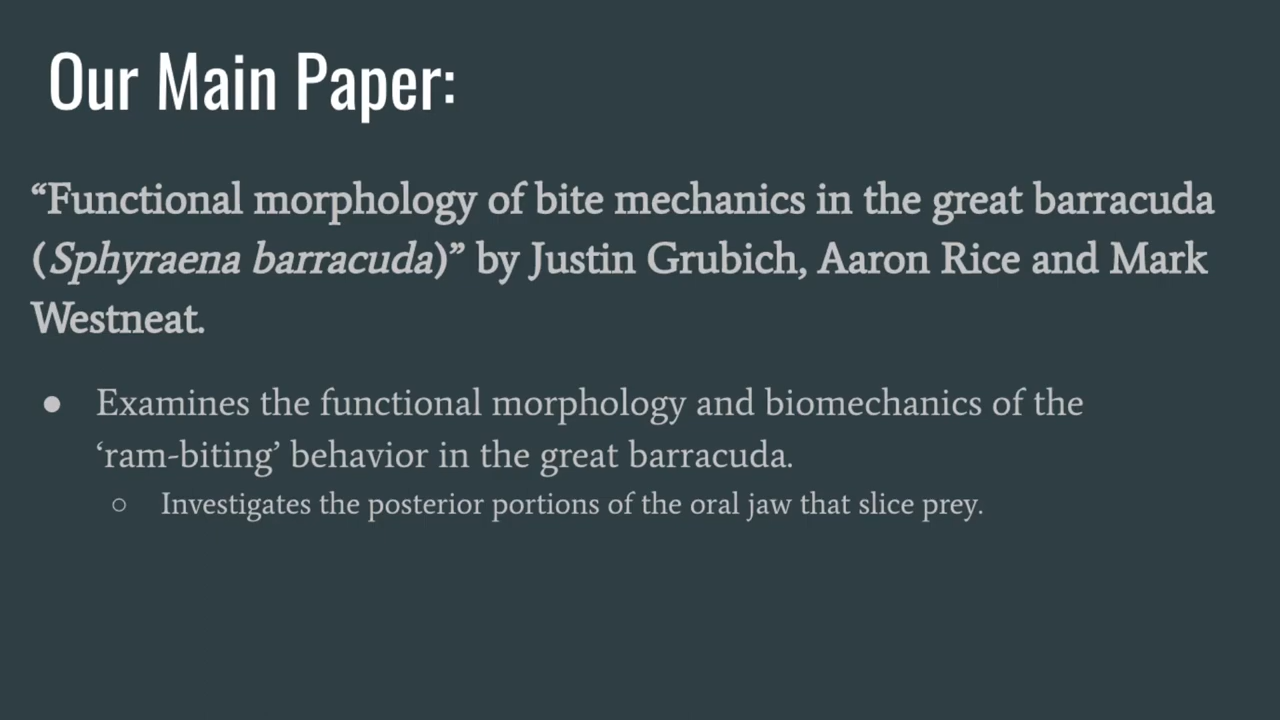 Our Main Paper:
“Functional morphology of bite mechanics in the great barracuda
(Sphyraena barracuda)” by Justin Grubich, Aaron Rice and Mark
Westneat.
● Examines the functional morphology and biomechanics of the
‘ram-biting’ behavior in the great barracuda.
○ Investigates the posterior portions of the oral jaw that slice prey.